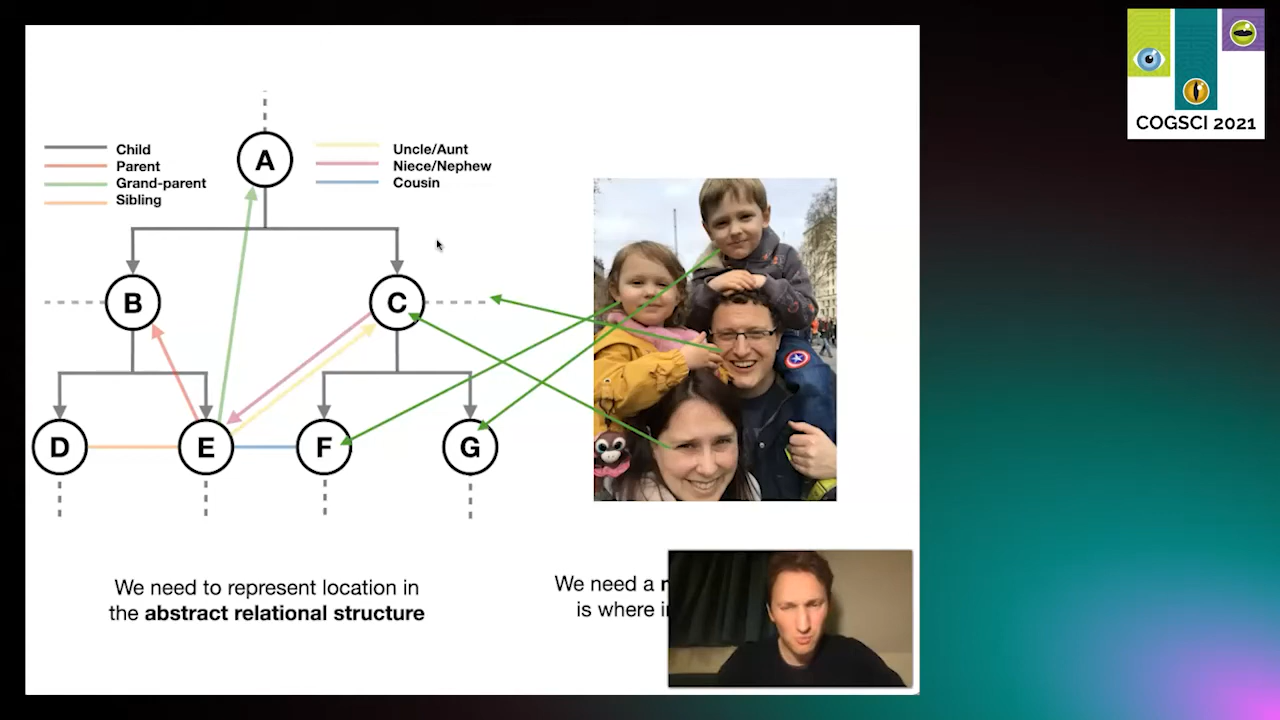 COGSCI 2021
Child
Parent
Grand-parent
Sibling
Uncle/Aunt
Niece/Nephew
Cousin
A
B
C
D
E
F
G
We need to represent location in
the abstract relational structure
We need a
is where